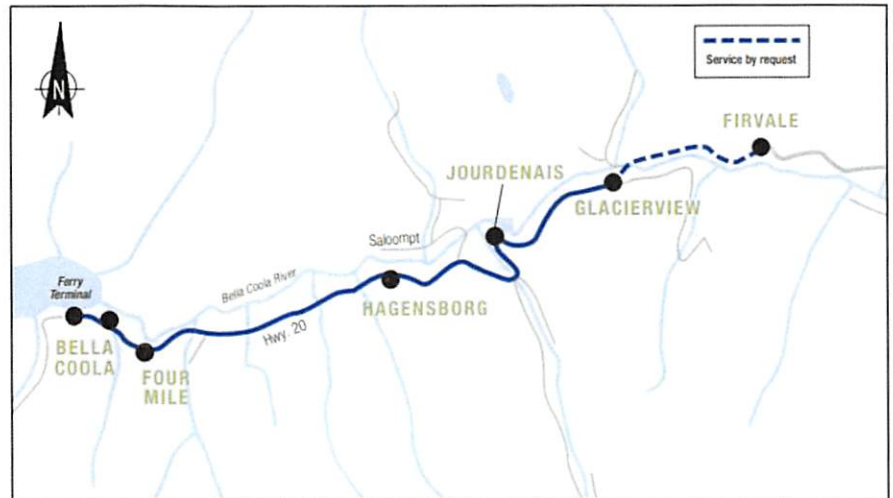 N
Service by request
FIRVALE
JOURDENAIS
GLACIERVIEW
Saloompt
Ferry
Terminal
Bella Coola River
HAGENSBORG
Hwy. 20
BELLA
COOLA
FOUR
MILE